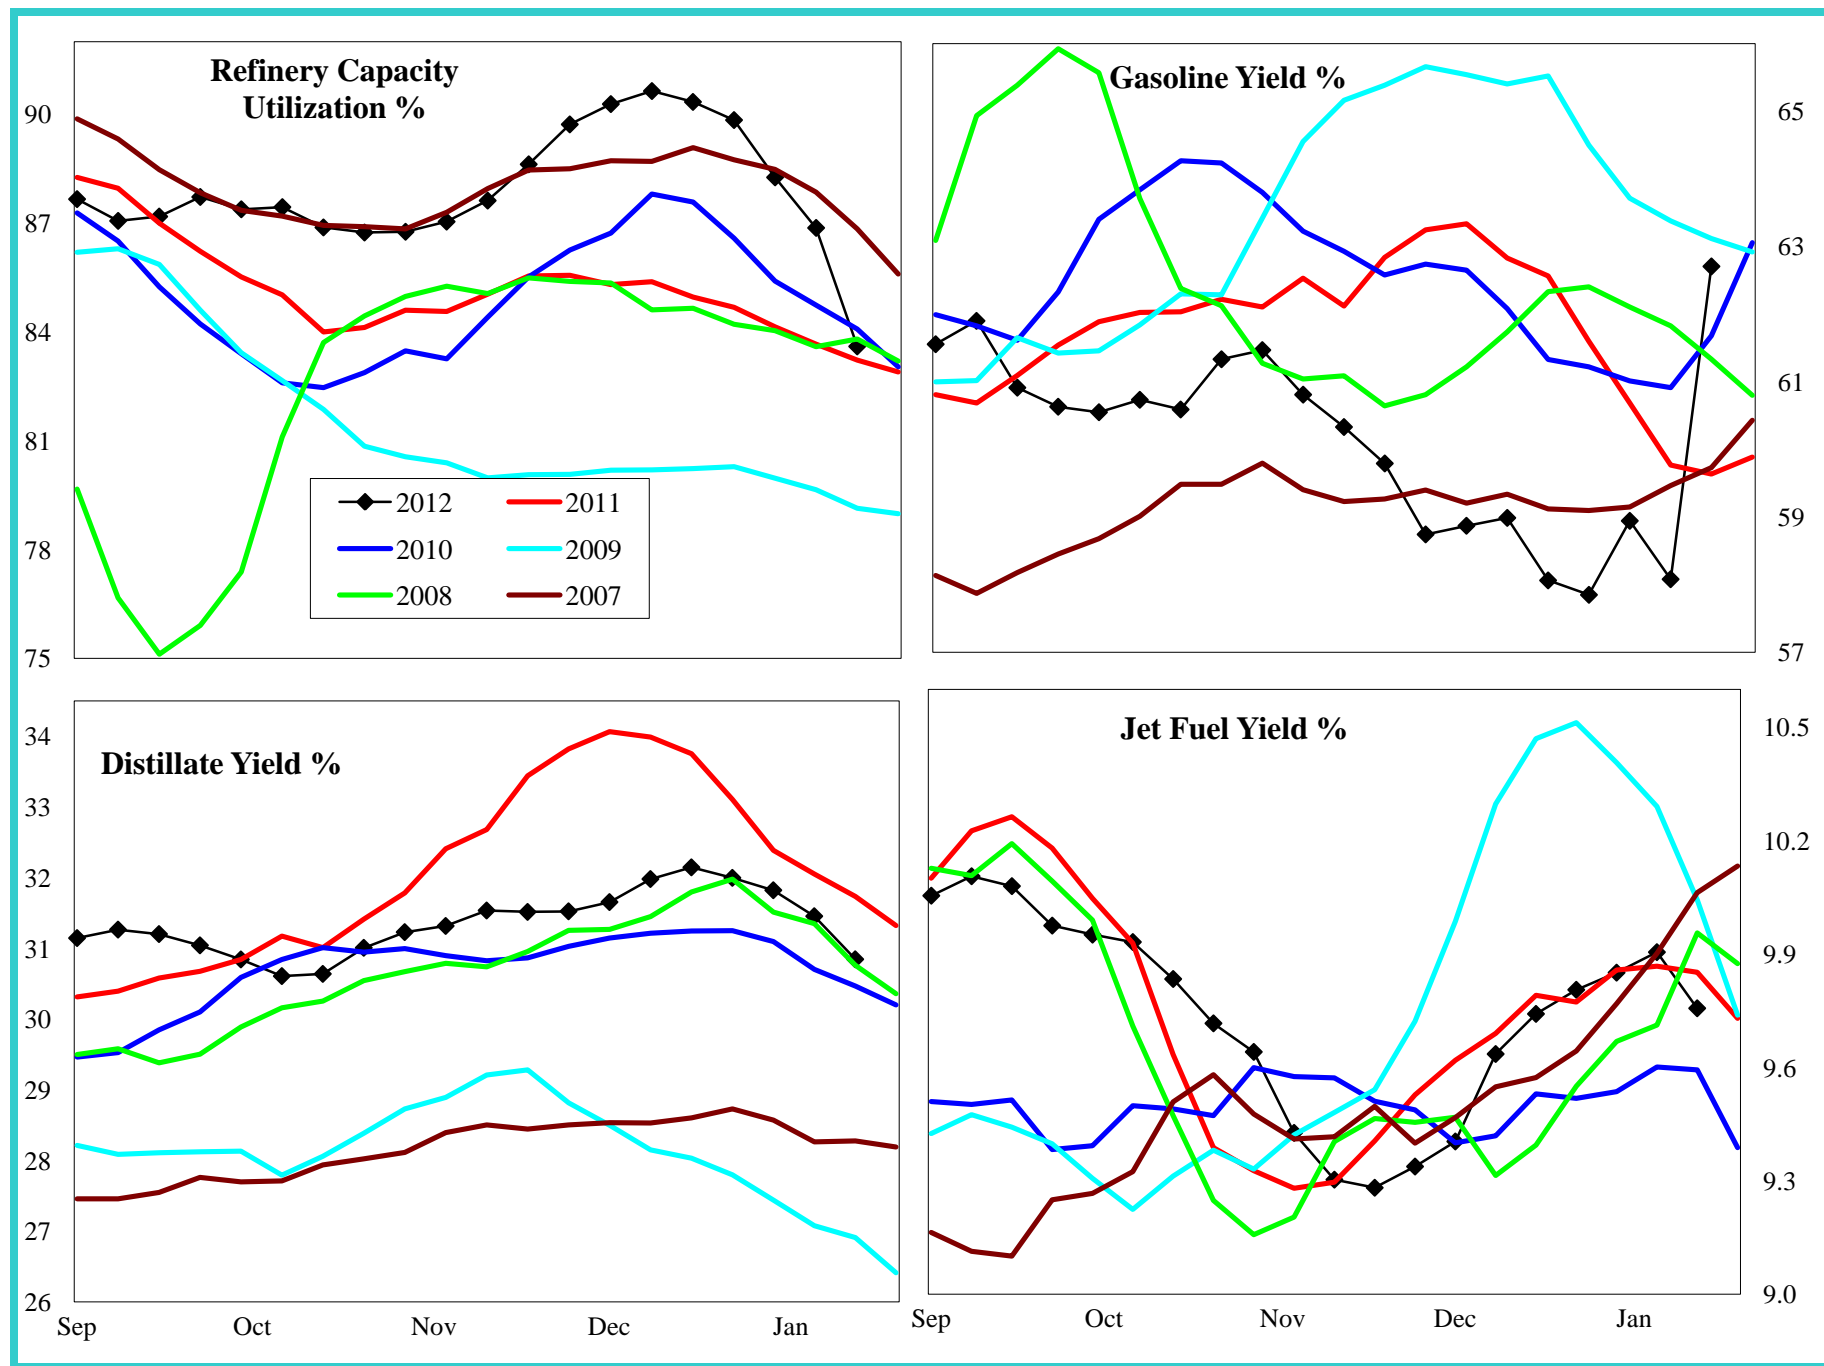 Refinery Capacity
Utilization %
90
87
84
81
78
75
2012
2011
2010
2009
2008
2007
Gasoline Yield %
65
63
61
59
57
Distillate Yield %
34
33
32
31
30
29
28
27
26
Sep
Oct
Nov
Dec
Jan
Jet Fuel Yield %
10.5
10.2
9.9
9.6
9.3
9.0
Sep
Oct
Nov
Dec
Jan